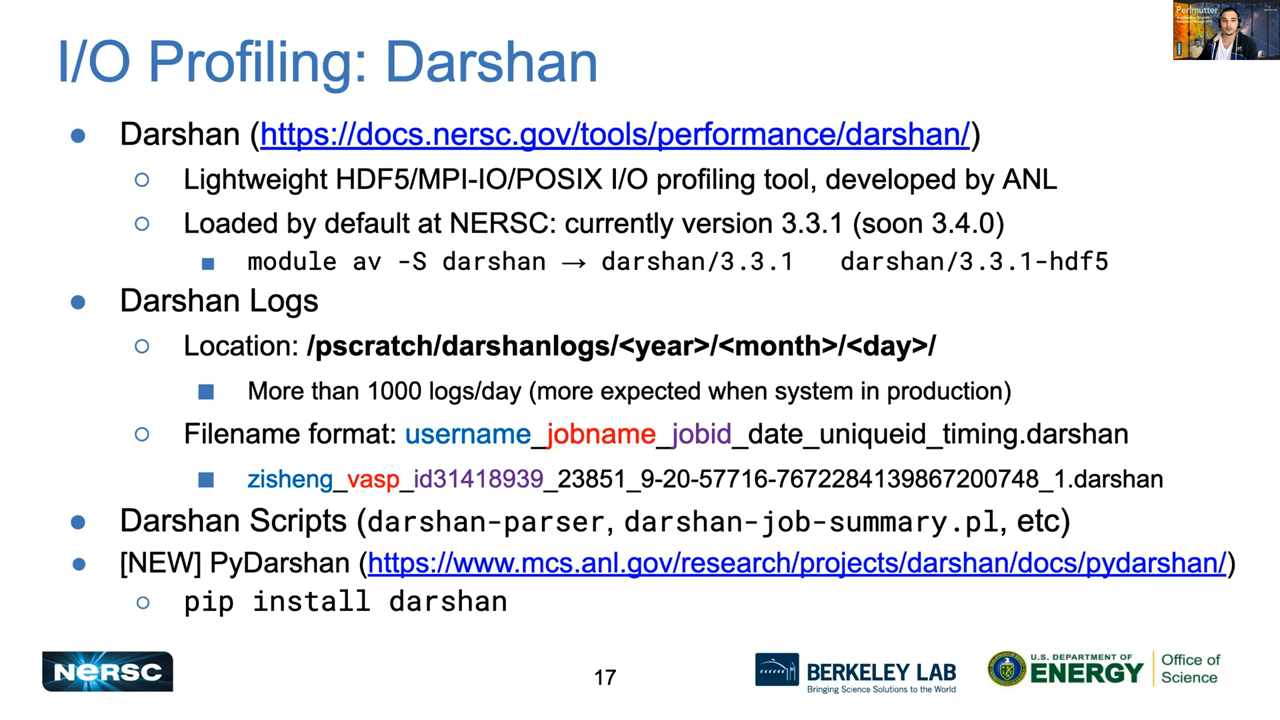 I/O Profiling: Darshan
Perlmutter
● Darshan (https://docs.nersc.gov/tools/performance/darshan/)
○ Lightweight HDF5/MPI-IO/POSIX I/O profiling tool, developed by ANL
○ Loaded by default at NERSC: currently version 3.3.1 (soon 3.4.0)
■ module av -S darshan → darshan/3.3.1 darshan/3.3.1-hdf5
● Darshan Logs
○ Location: /pscratch/darshanlogs/<year>/<month>/<day>/
■ More than 1000 logs/day (more expected when system in production)
○ Filename format: username_jobname_jobid_date_uniqueid_timing.darshan
■ zisheng_vasp_id31418939_23851_9-20-57716-7672284139867200748_1.darshan
● Darshan Scripts (darshan-parser, darshan-job-summary.pl, etc)
● [NEW] PyDarshan (https://www.mcs.anl.gov/research/projects/darshan/docs/pydarshan/)
○ pip install darshan
NERSC
17
BERKELEY LAB
Bringing Science Solutions to the World
U.S. DEPARTMENT OF
ENERGY
Office of
Science